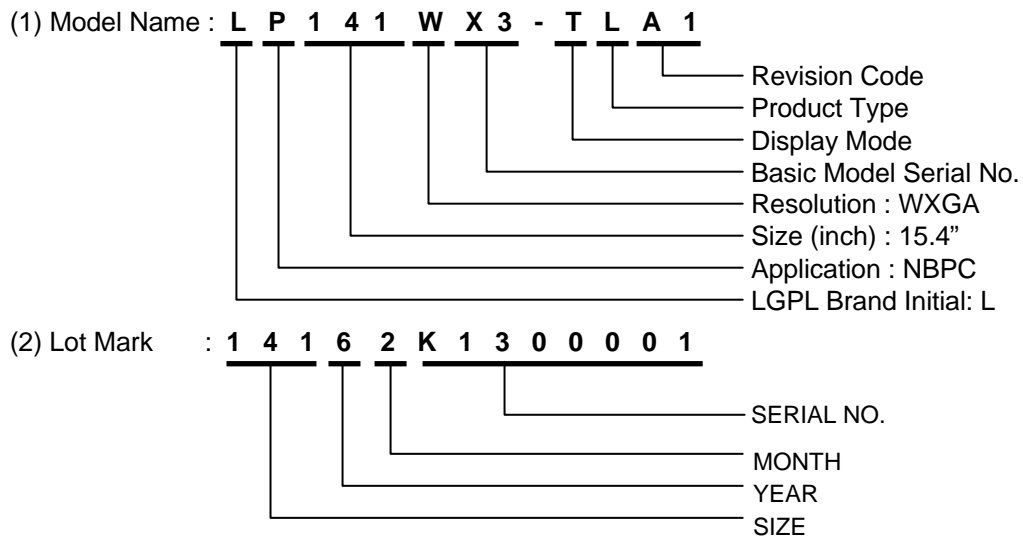 (1) Model Name : L P 1 4 1 W X 3 - T L A 1
Revision Code
Product Type
Display Mode
Basic Model Serial No.
Resolution : WXGA
Size (inch) : 15.4”
Application : NBPC
LGPL Brand Initial: L
(2) Lot Mark : 1 4 1 6 2 K 1 3 0 0 0 0 1
SERIAL NO.
MONTH
YEAR
SIZE